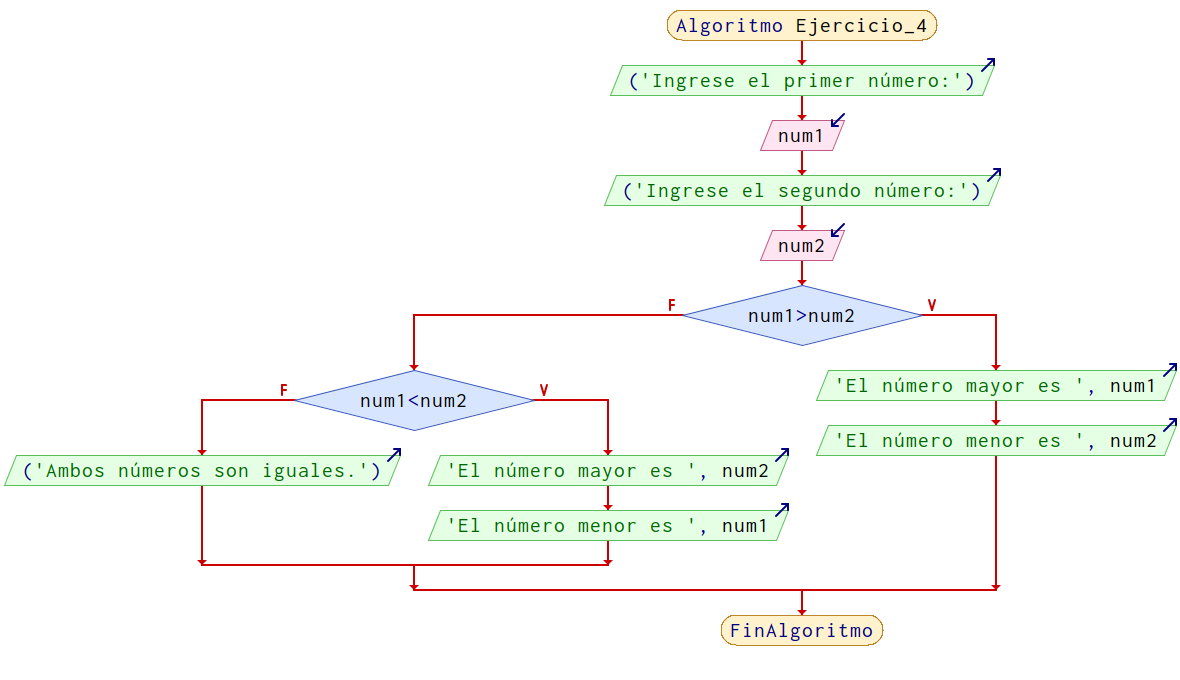 Algoritmo Ejercicio_4
('Ingrese el primer número:')
num1
('Ingrese el segundo número:')
num2
F
num1>num2
V
F
num1<num2
V
'El número mayor es ', num1
'El número menor es ', num2
('Ambos números son iguales.')
'El número mayor es ', num2
'El número menor es ', num1
FinAlgoritmo